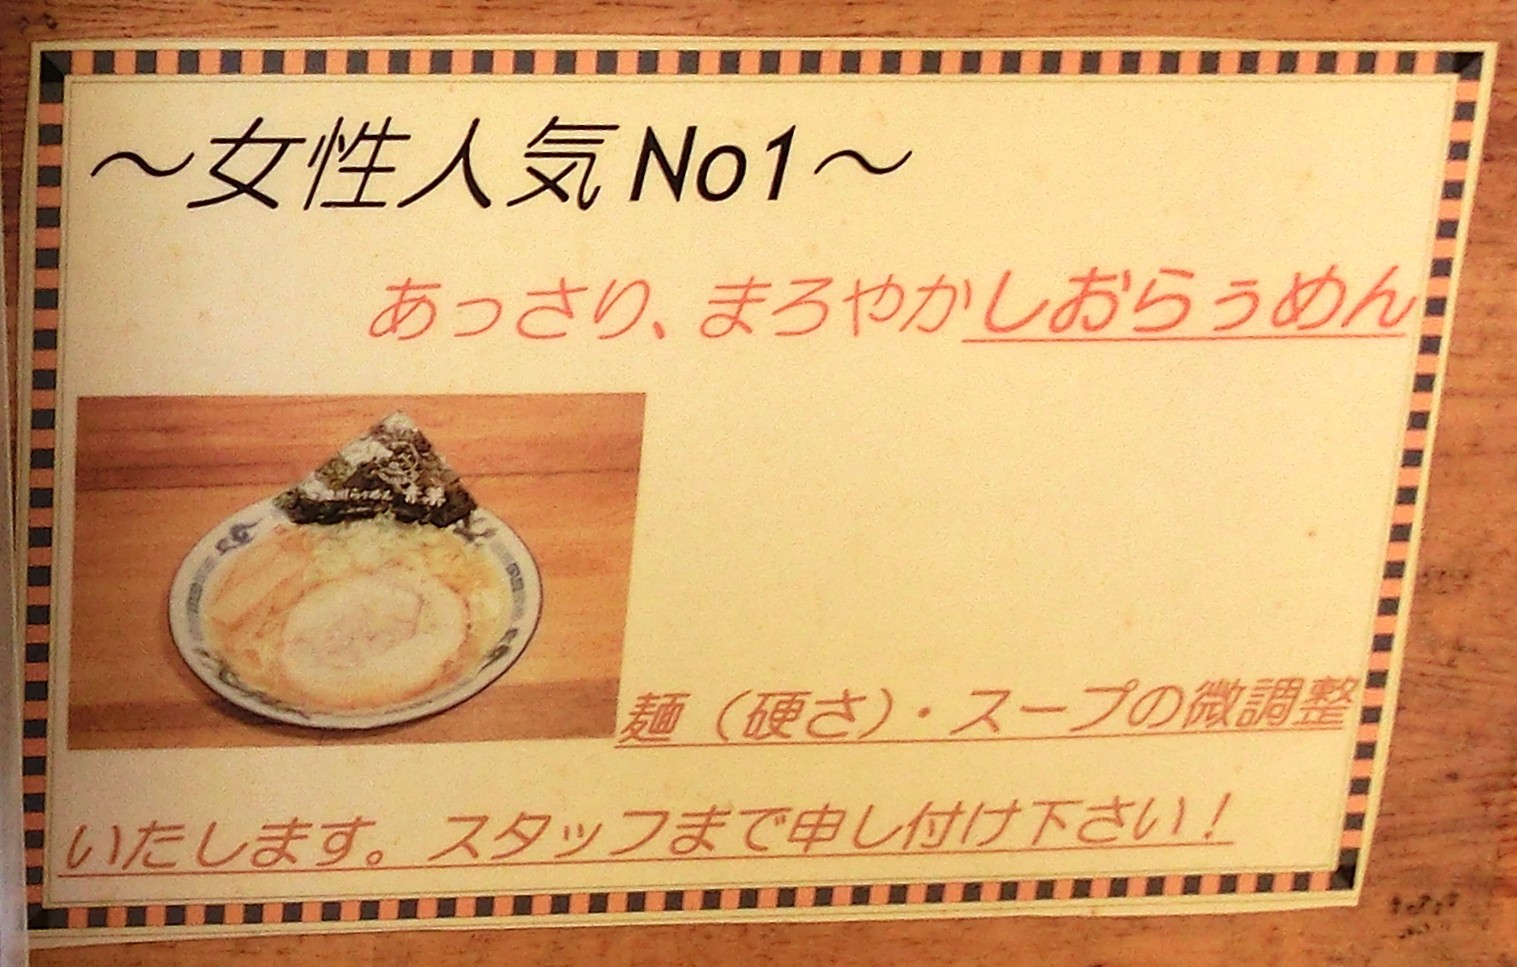 ～女性人気No1～
あっさり、まろやかしおらぅめん
麺（硬さ）・スープの微調整
いたします。スタッフまで申し付け下さい！